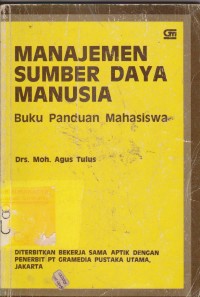 GM
MANAJEMEN
SUMBER DAYA
MANUSIA
Buku Panduan Mahasiswa
Drs. Moh. Agus Tulus
DITERBITKAN BEKERJA SAMA APTIK DENGAN
PENERBIT PT GRAMEDIA PUSTAKA UTAMA,
JAKARTA